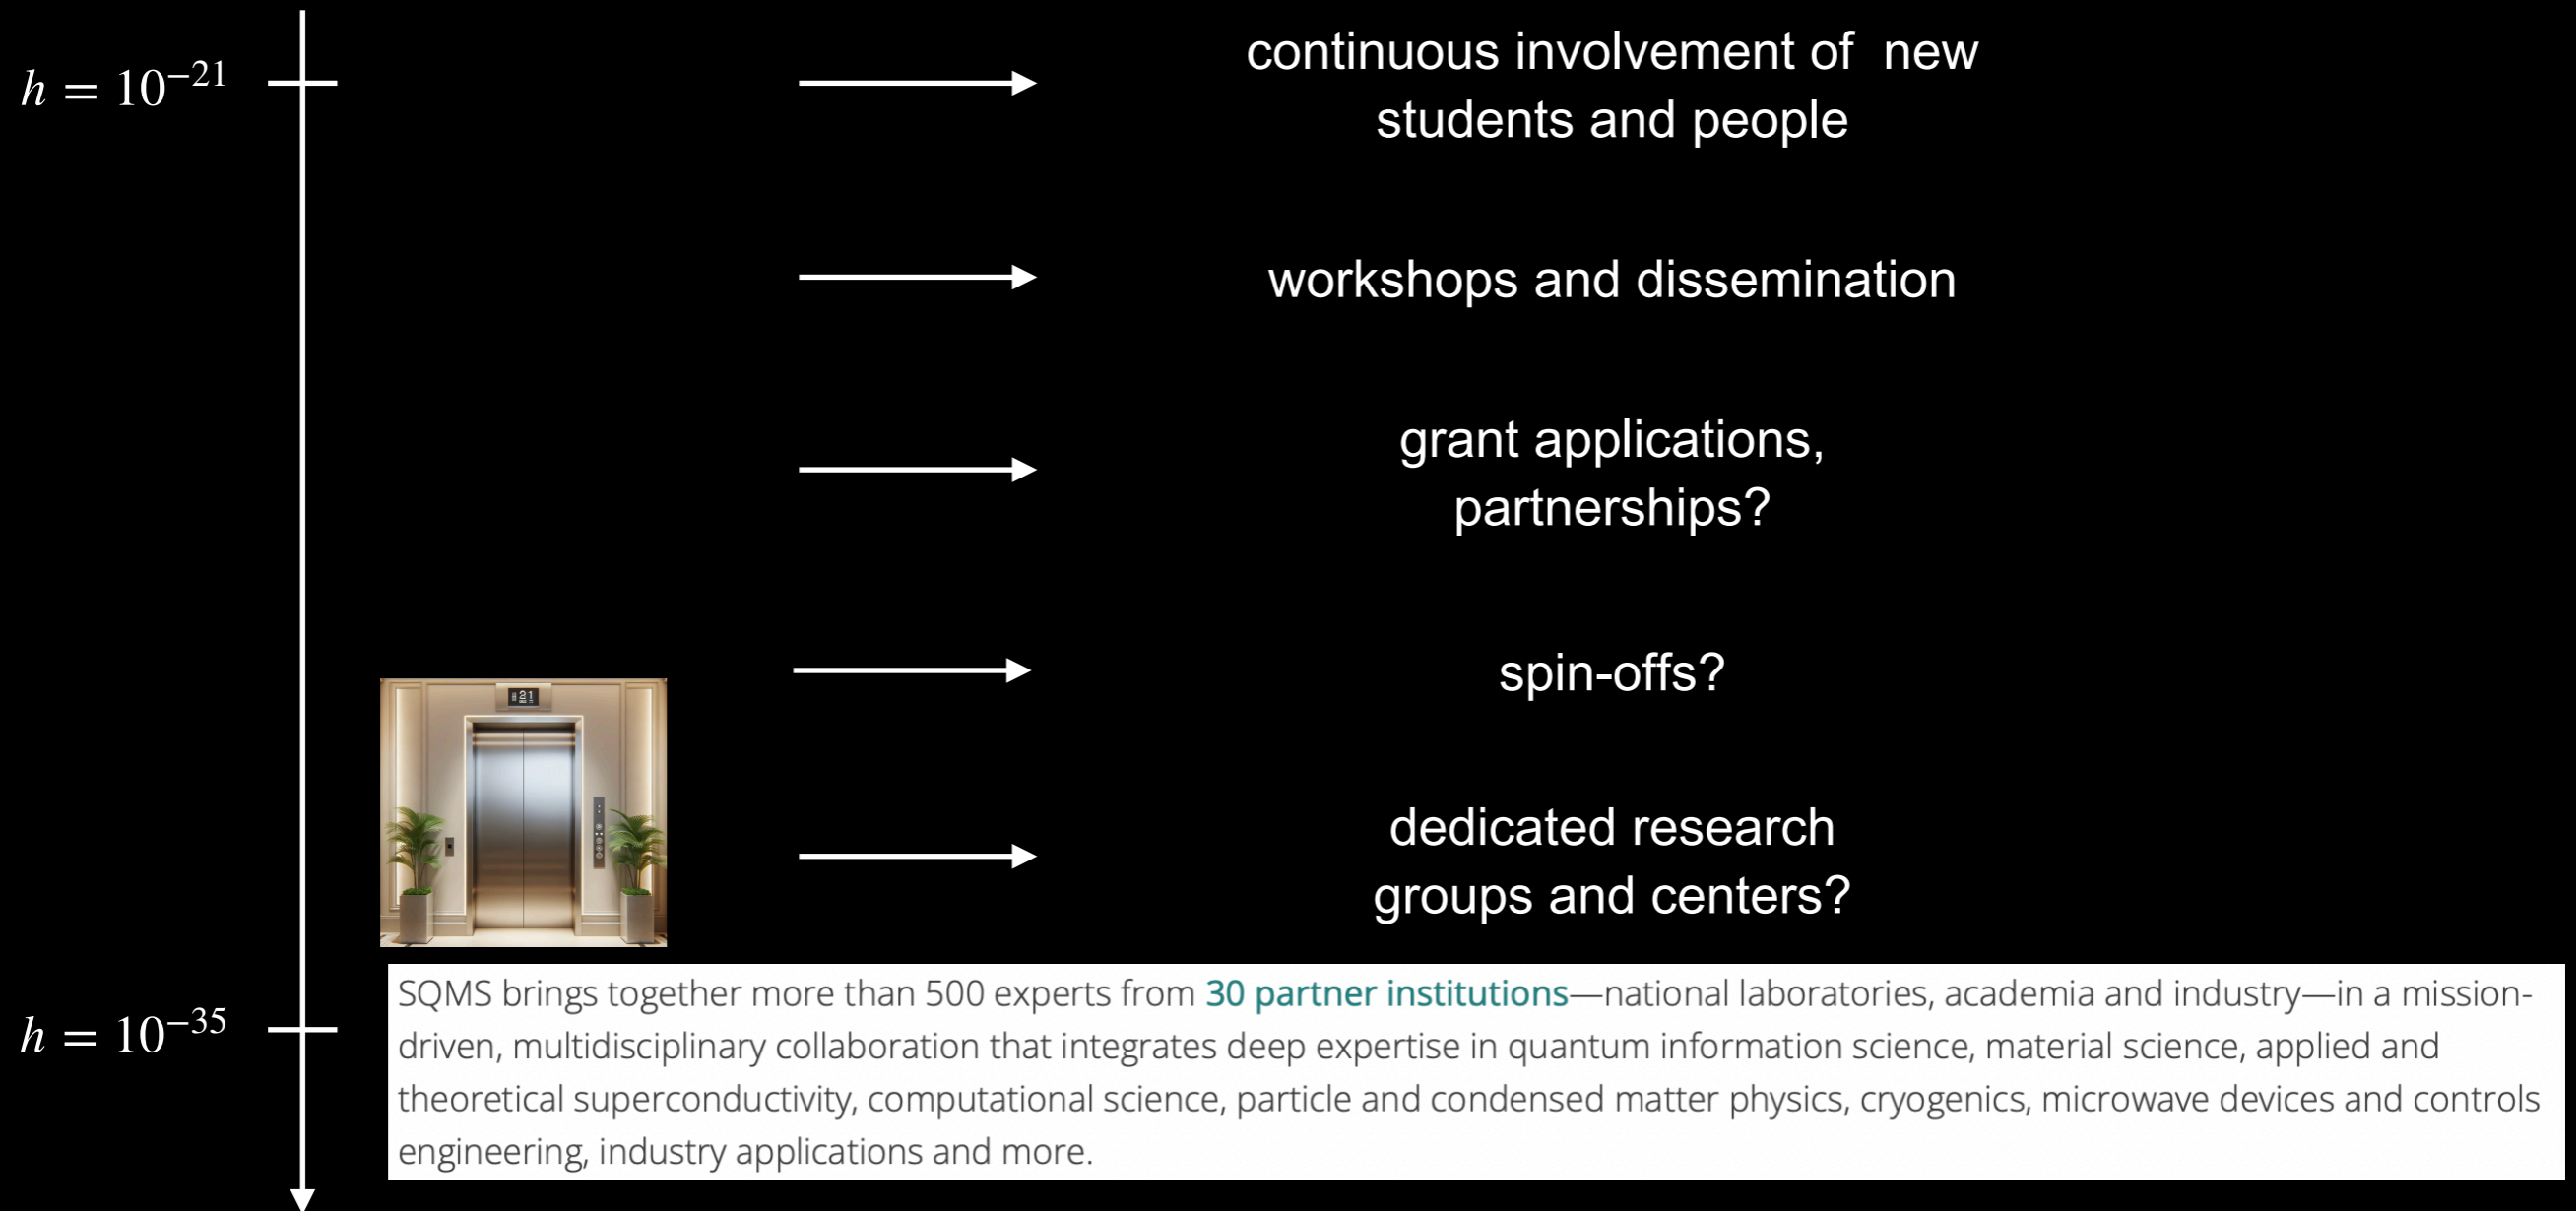 h = 10⁻²¹
continuous involvement of  new
students and people
workshops and dissemination
grant applications,
partnerships?
spin-offs?
21
dedicated research
groups and centers?
h = 10⁻³⁵
SQMS brings together more than 500 experts from 30 partner institutions—national laboratories, academia and industry—in a mission-
driven, multidisciplinary collaboration that integrates deep expertise in quantum information science, material science, applied and
theoretical superconductivity, computational science, particle and condensed matter physics, cryogenics, microwave devices and controls
engineering, industry applications and more.